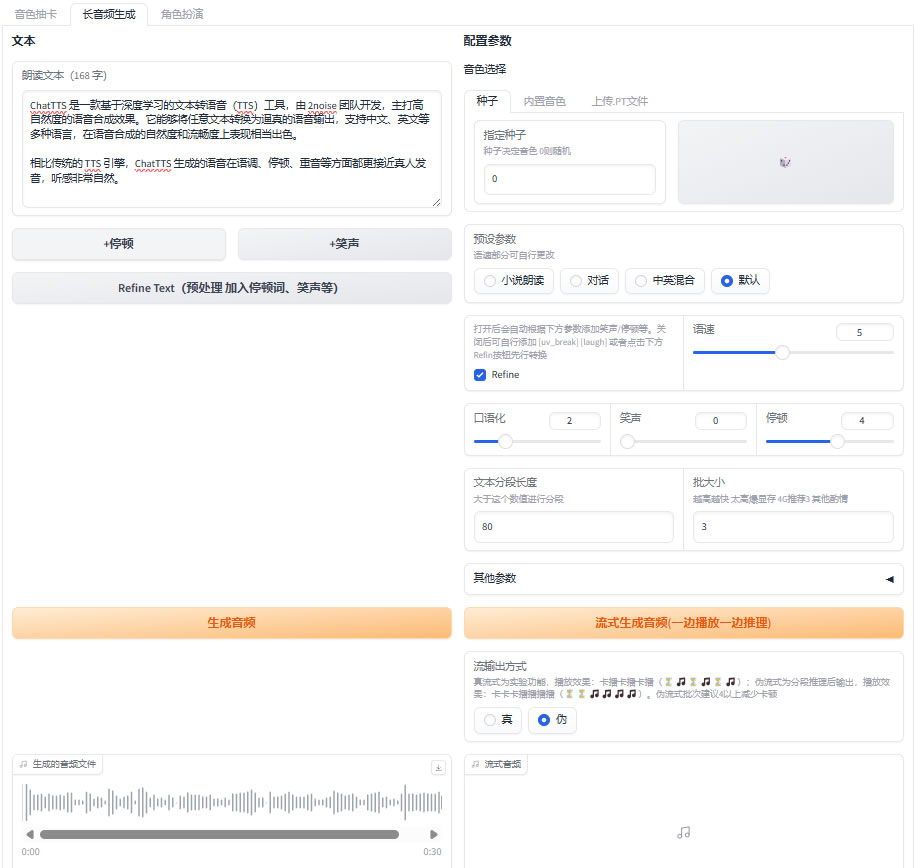 音色抽卡 长音频生成 角色扮演
文本
朗读文本（168 字）
ChatTTS 是一款基于深度学习的文本转语音（TTS）工具，由 2noise 团队开发，主打高
自然度的语音合成效果。它能够将任意文本转换为逼真的语音输出，支持中文、英文等
多种语言，在语音合成的自然度和流畅度上表现相当出色。
相比传统的 TTS 引擎，ChatTTS 生成的语音在语调、停顿、重音等方面都更接近真人发
音，听感非常自然。
+停顿 +笑声
Refine Text（预处理 加入停顿词、笑声等）
配置参数
音色选择
种子 内置音色 上传.PT文件
指定种子
种子决定音色 0则随机
0
预设参数
语速部分可自行更改
小说朗读 对话 中英混合 默认
打开后会自动根据下方参数添加笑声/停顿等。关
闭后可自行添加 [uv_break] [laugh] 或者点击下方
Refin按钮先行转换
Refine
语速 5
口语化 2 笑声 0 停顿 4
文本分段长度
大于这个数值进行分段
80
批大小
越高越快 太高爆显存 4G推荐3 其他酌情
3
其他参数
生成音频 流式生成音频(一边播放一边推理)
流输出方式
真流式为实验功能，播放效果：卡播卡播卡播（⏳🎵⏳🎵⏳🎵）；伪流式为分段推理后输出，播放效
果：卡卡卡播播播播（⏳⏳🎵🎵🎵🎵）。伪流式批次建议4以上减少卡顿
真 伪
生成的音频文件
0:00 0:30
流式音频